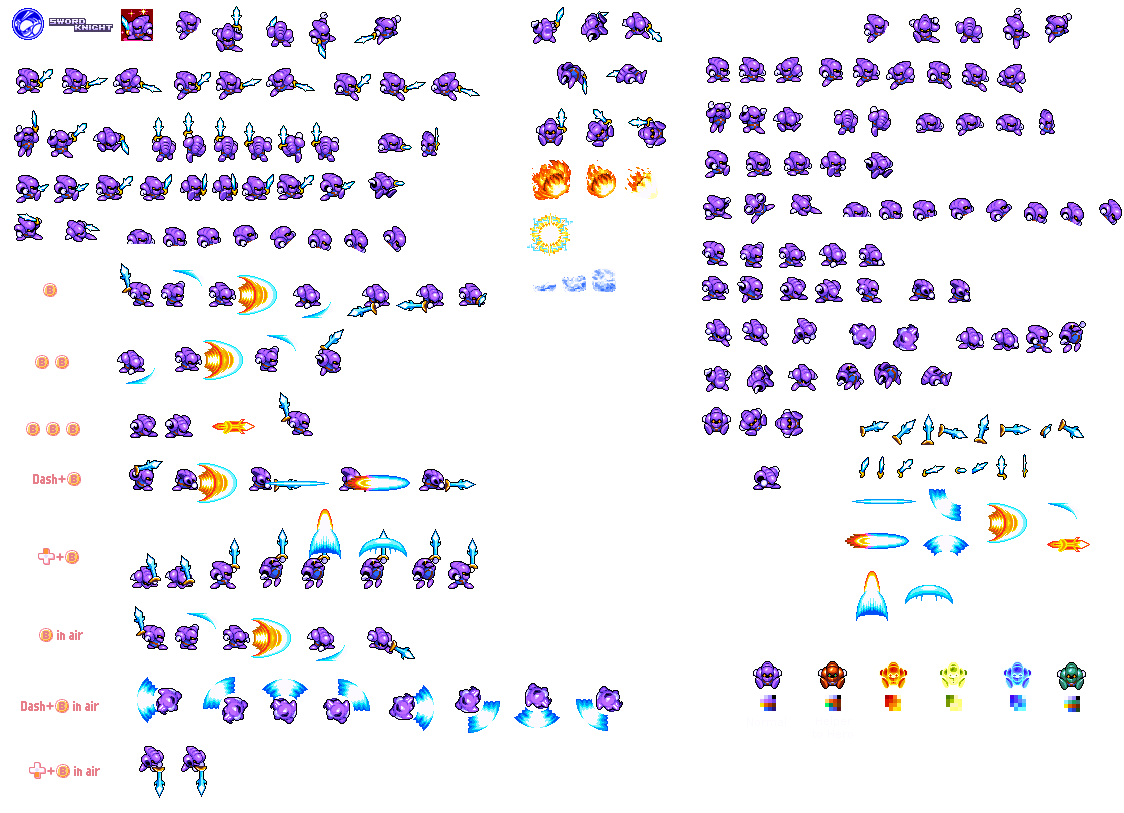 SWORD
KNIGHT
B
B B
B B B
Dash+B
+B
B in air
Dash+B in air
+B in air